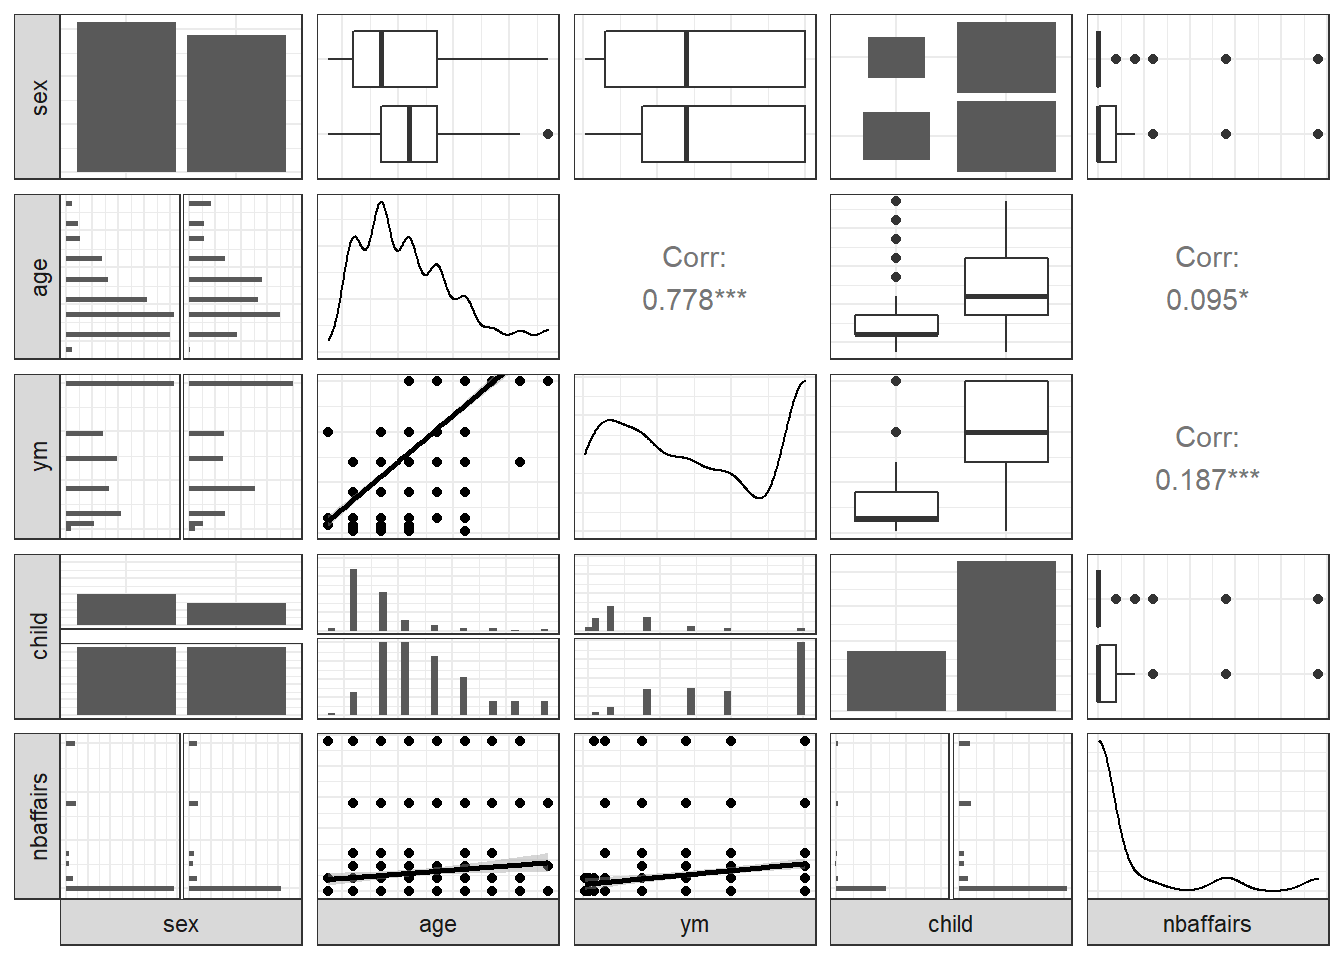 sex
age
Corr:
0.778***
Corr:
0.095*
ym
Corr:
0.187***
child
nbaffairs
sex
age
ym
child
nbaffairs